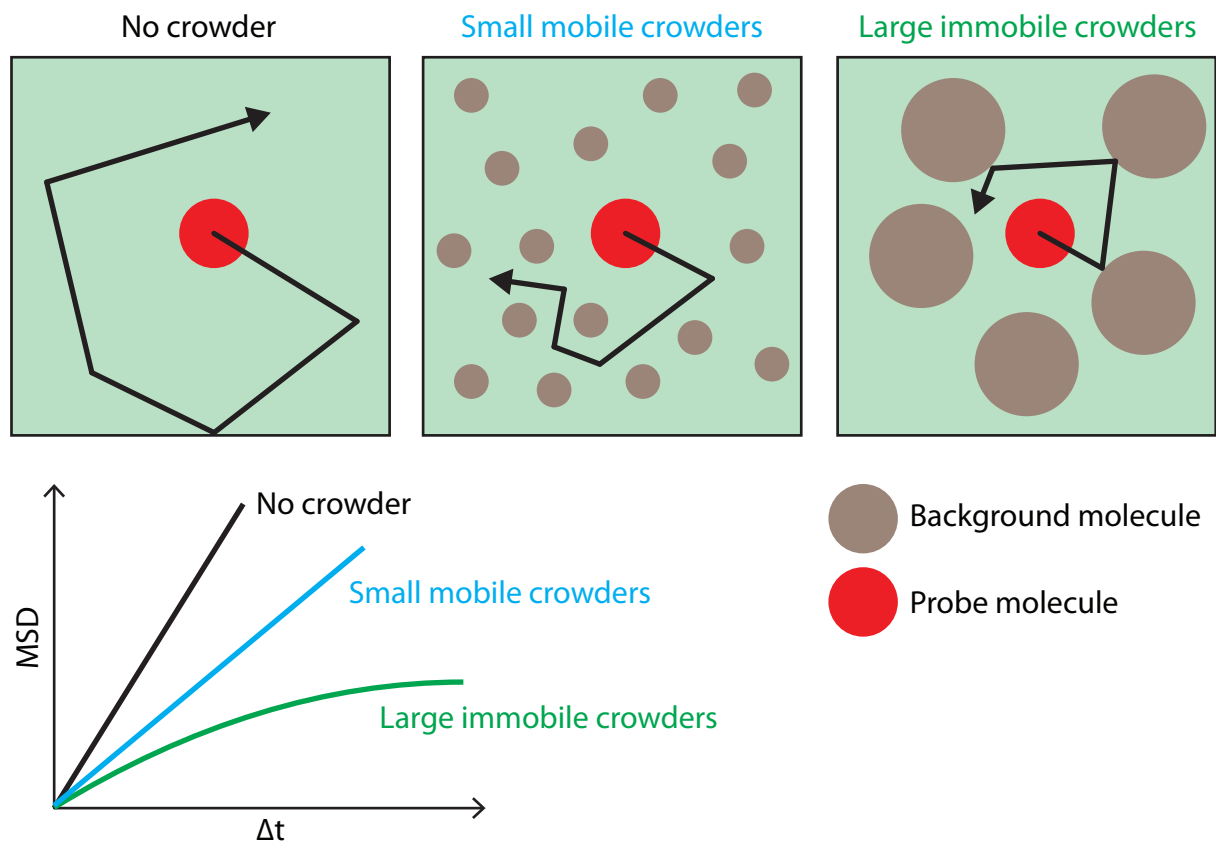 No crowder
Small mobile crowders
Large immobile crowders
No crowder
Small mobile crowders
Large immobile crowders
MSD
Δt
Background molecule
Probe molecule